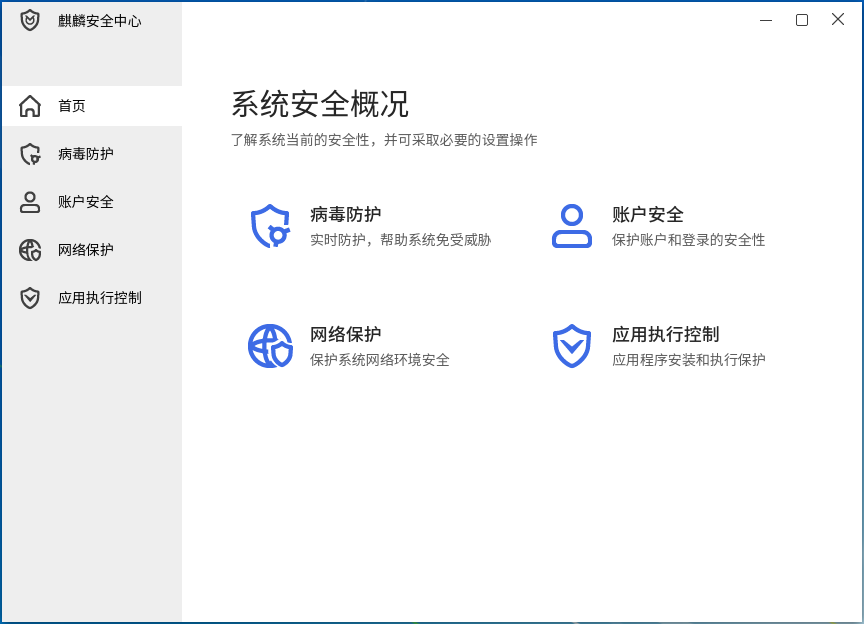 麒麟安全中心
首页
病毒防护
账户安全
网络保护
应用执行控制
系统安全概况
了解系统当前的安全性，并可采取必要的设置操作
病毒防护
实时防护，帮助系统免受威胁
账户安全
保护账户和登录的安全性
网络保护
保护系统网络环境安全
应用执行控制
应用程序安装和执行保护